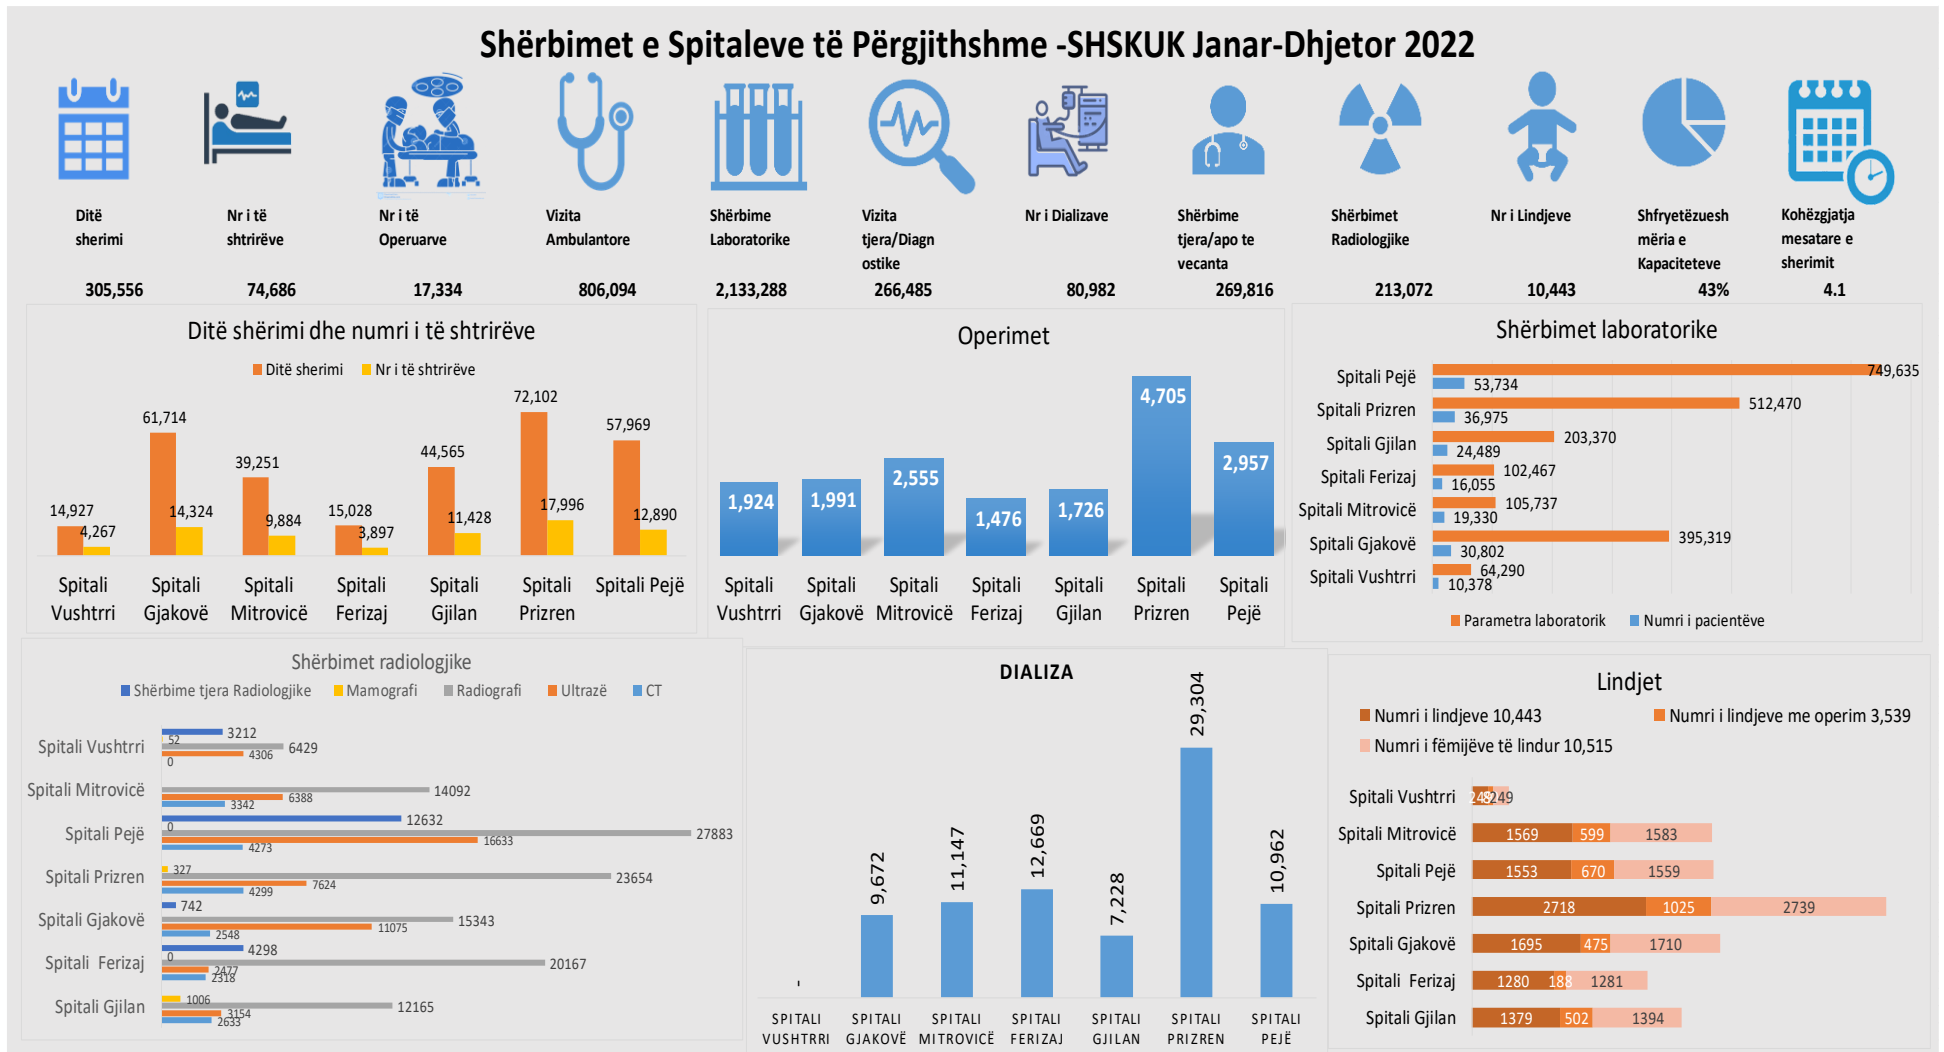 Shërbimet e Spitaleve të Përgjithshme -SHSKUK Janar-Dhjetor 2022
Ditë
sherimi
305,556
Nr i të
shtrirëve
74,686
Nr i të
Operuarve
17,334
Vizita
Ambulantore
806,094
Shërbime
Laboratorike
2,133,288
Vizita
tjera/Diagn
ostike
266,485
Nr i Dializave
80,982
Shërbime
tjera/apo te
vecanta
269,816
Shërbimet
Radiologjike
213,072
Nr i Lindjeve
10,443
Shfryetëzuesh
mëria e
Kapaciteteve
43%
Kohëzgjatja
mesatare e
sherimit
4.1
Ditë shërimi dhe numri i të shtrirëve
Ditë sherimi
Nr i të shtrirëve
14,927
4,267
61,714
14,324
39,251
9,884
15,028
3,897
44,565
11,428
72,102
17,996
57,969
12,890
Spitali
Vushtrri
Spitali
Gjakovë
Spitali
Mitrovicë
Spitali
Ferizaj
Spitali
Gjilan
Spitali
Prizren
Spitali Pejë
Operimet
1,924
1,991
2,555
1,476
1,726
4,705
2,957
Spitali
Vushtrri
Spitali
Gjakovë
Spitali
Mitrovicë
Spitali
Ferizaj
Spitali
Gjilan
Spitali
Prizren
Spitali
Pejë
Shërbimet laboratorike
Spitali Pejë
749,635
53,734
Spitali Prizren
512,470
36,975
Spitali Gjilan
203,370
24,489
Spitali Ferizaj
102,467
16,055
Spitali Mitrovicë
105,737
19,330
Spitali Gjakovë
395,319
30,802
Spitali Vushtrri
64,290
10,378
Parametra laboratorik
Numri i pacientëve
Shërbimet radiologjike
Shërbime tjera Radiologjike
Mamografi
Radiografi
Ultrazë
CT
Spitali Vushtrri
3212
52
6429
4306
0
Spitali Mitrovicë
14092
6388
3342
Spitali Pejë
12632
0
27883
16633
4273
Spitali Prizren
327
23654
7624
4299
Spitali Gjakovë
742
15343
11075
2548
Spitali Ferizaj
4298
0
20167
2477
2318
Spitali Gjilan
1006
12165
3154
2633
DIALIZA
-
9,672
11,147
12,669
7,228
29,304
10,962
SPITALI
VUSHTRRI
SPITALI
GJAKOVË
SPITALI
MITROVICË
SPITALI
FERIZAJ
SPITALI
GJILAN
SPITALI
PRIZREN
SPITALI
PEJË
Lindjet
Numri i lindjeve 10,443
Numri i lindjeve me operim 3,539
Numri i fëmijëve të lindur 10,515
Spitali Vushtrri
249
Spitali Mitrovicë
1569 599 1583
Spitali Pejë
1553 670 1559
Spitali Prizren
2718 1025 2739
Spitali Gjakovë
1695 475 1710
Spitali Ferizaj
1280 188 1281
Spitali Gjilan
1379 502 1394